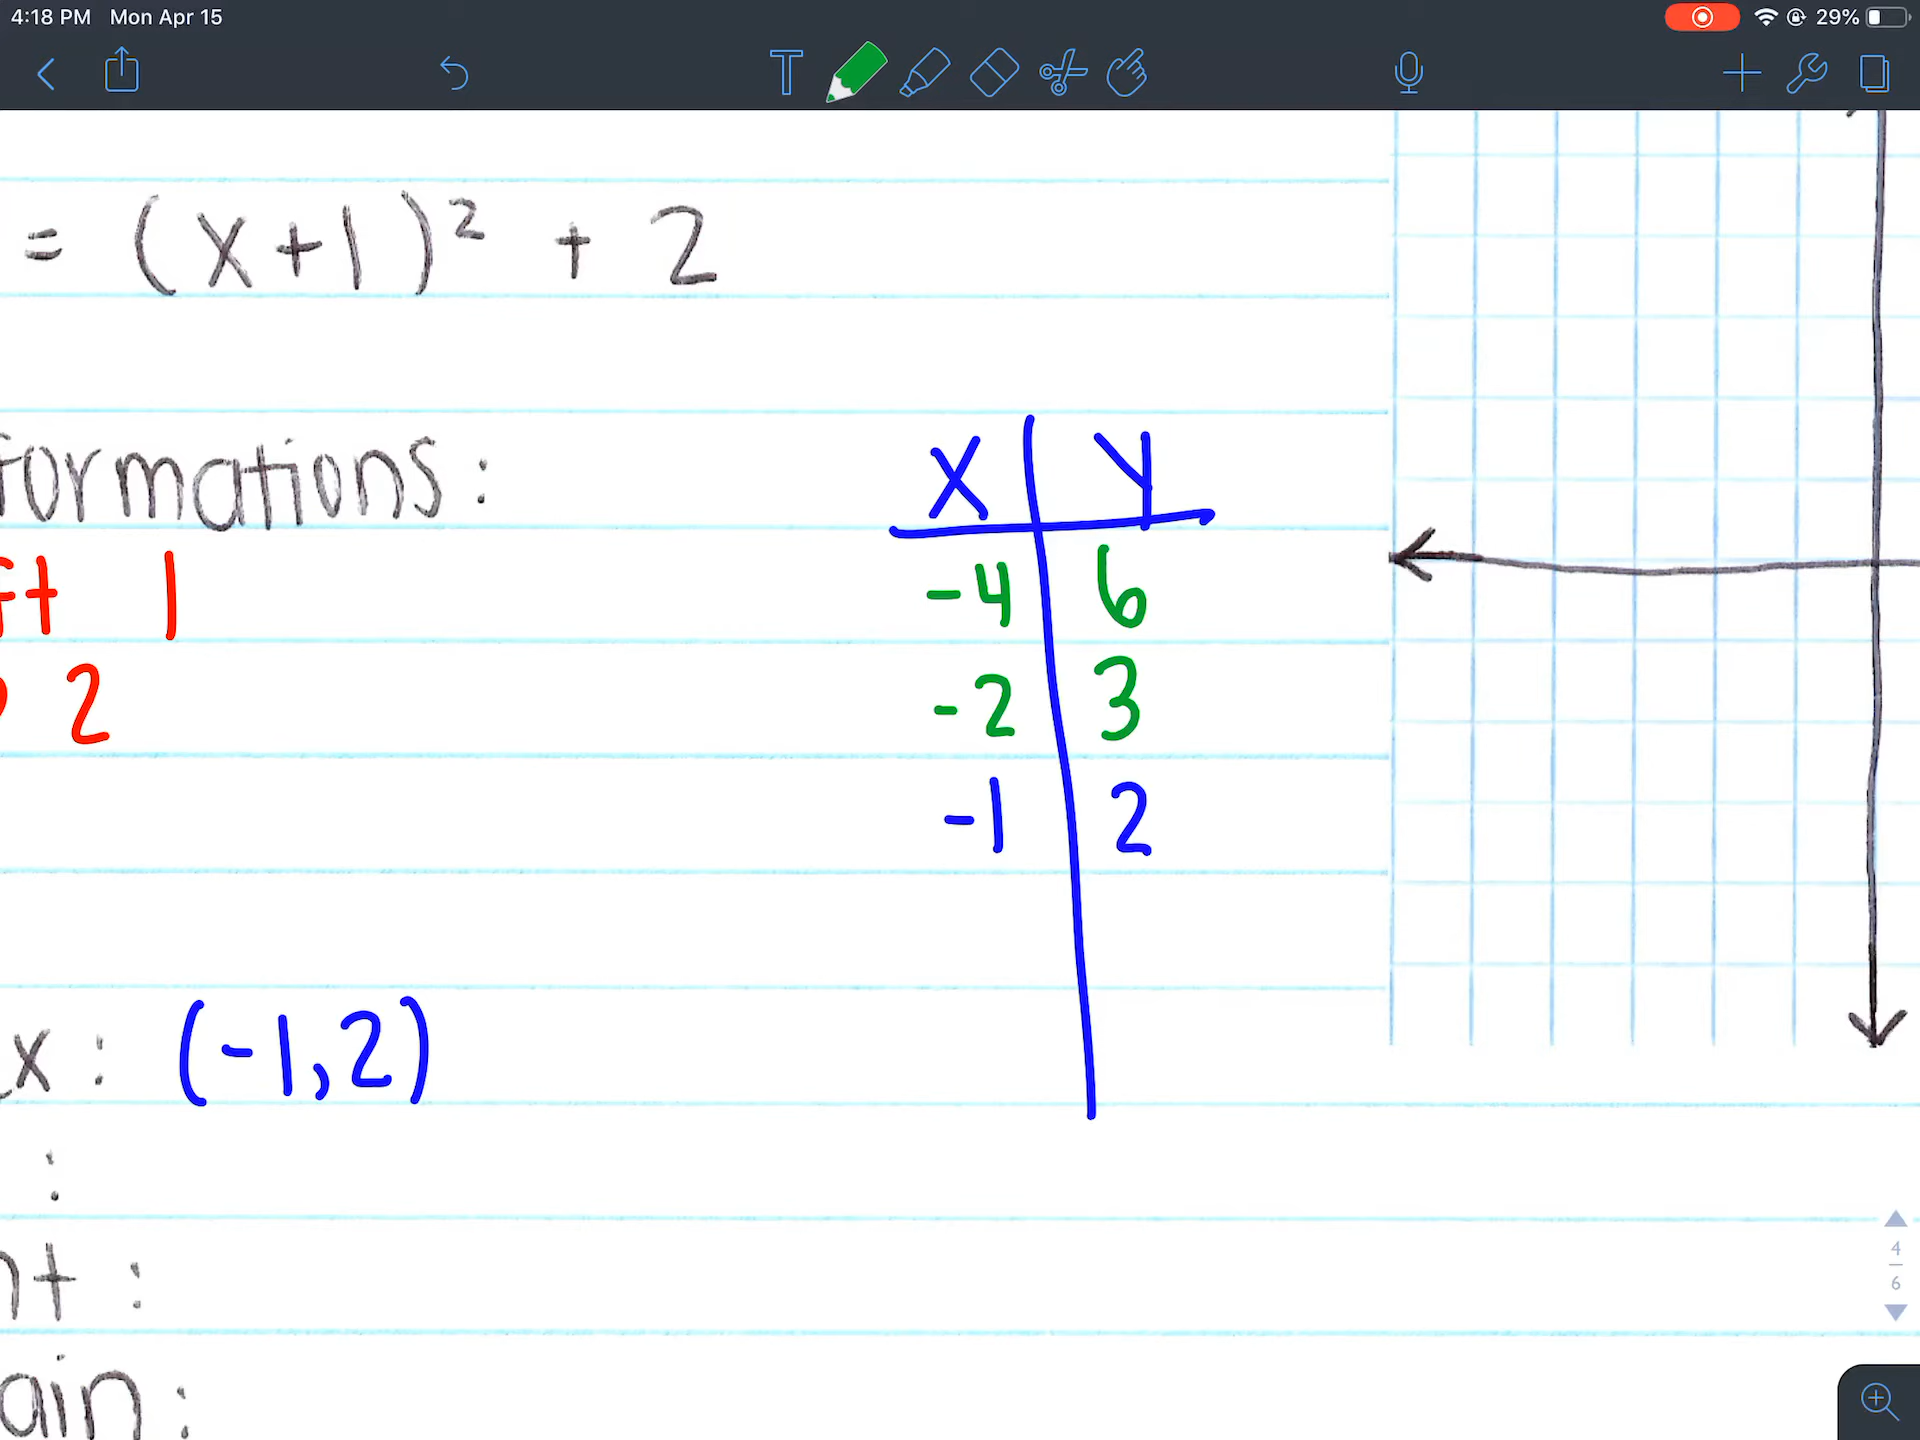 4:18 PM Mon Apr 15 29%
T
= (x+1)² + 2
formations:
X Y
ft 1
-4 6
2
-2 3
-1 2
x: (-1,2)
:
nt:
4
6
ain: